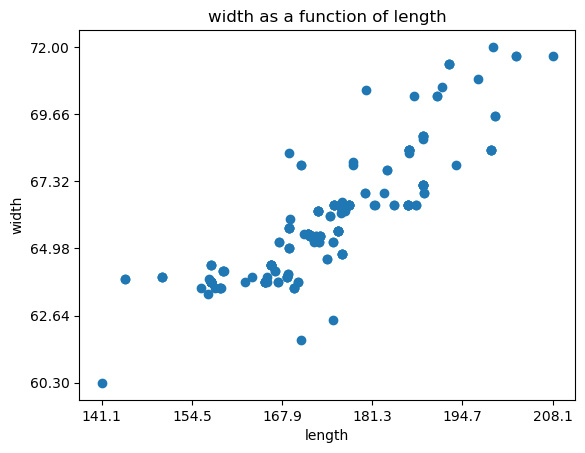 width as a function of length
72.00
69.66
67.32
64.98
62.64
60.30
width
141.1 154.5 167.9 181.3 194.7 208.1
length